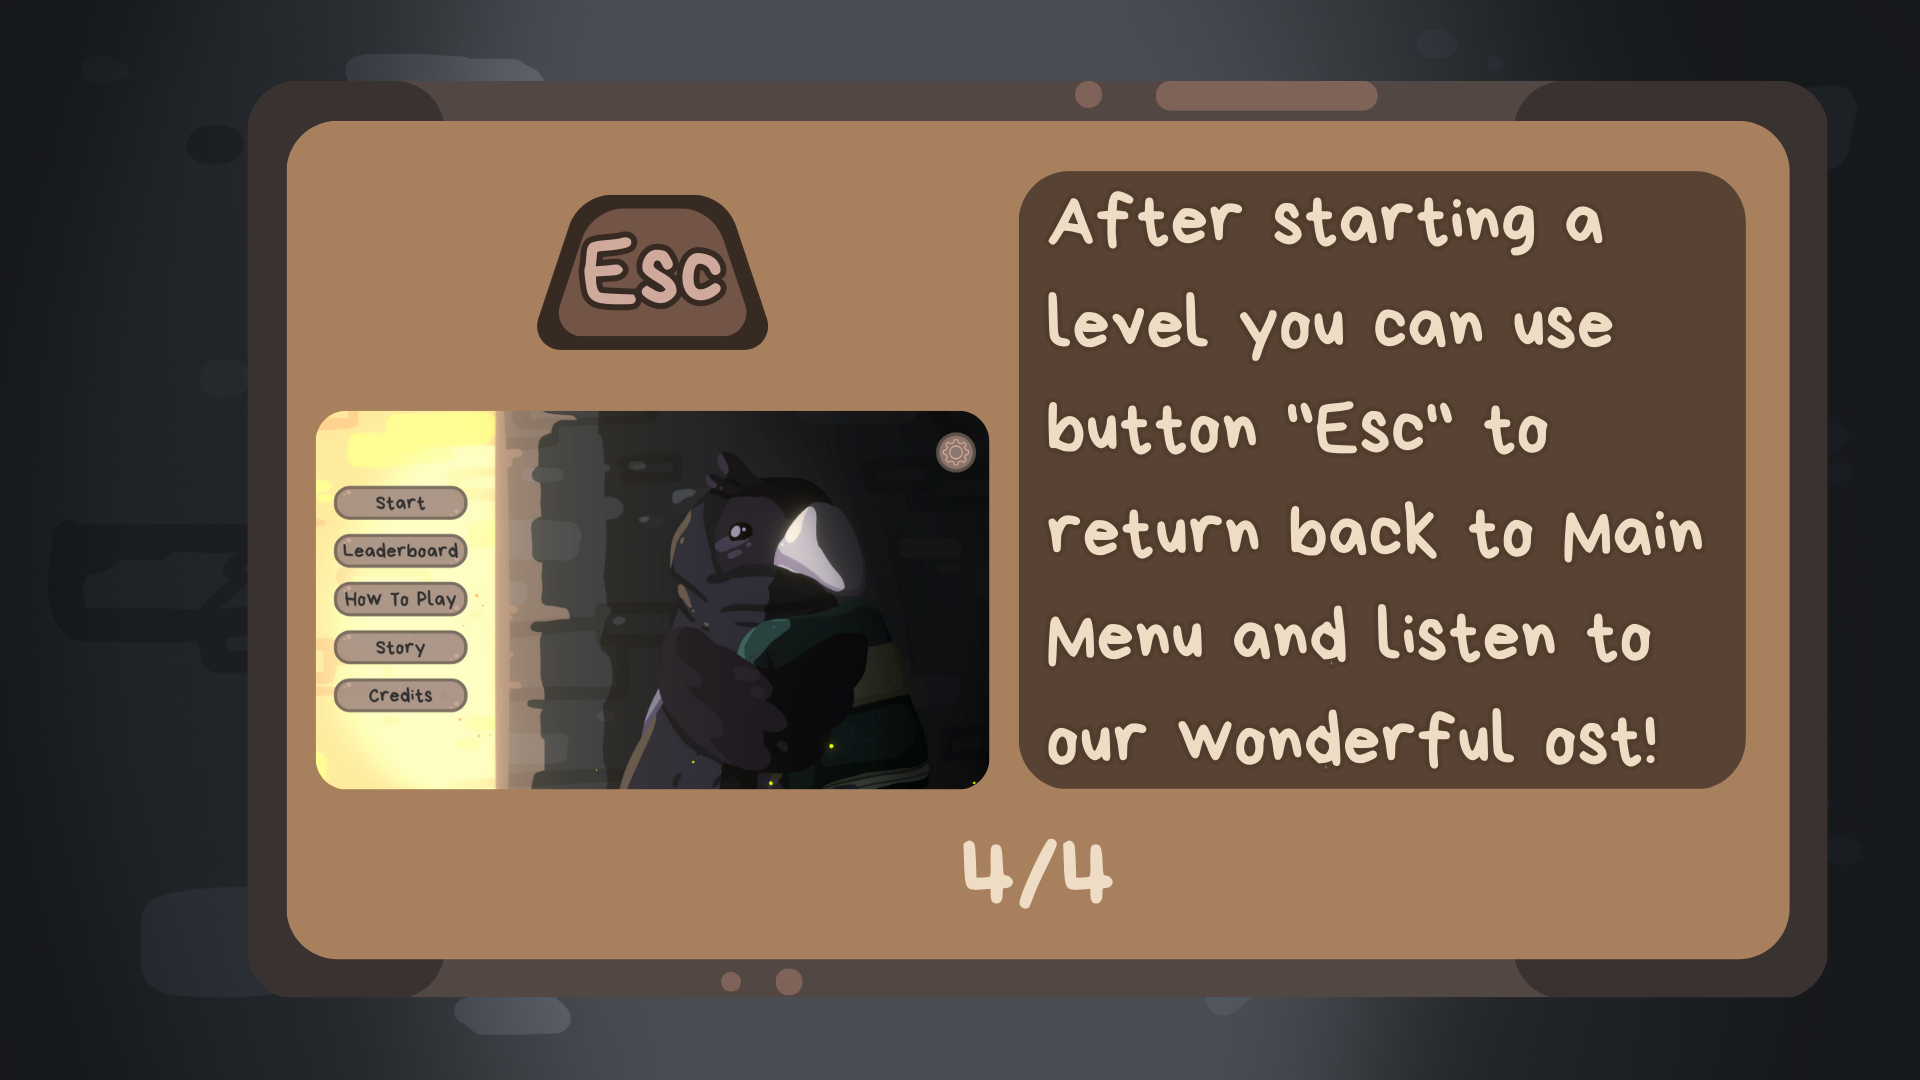 Esc
Start
Leaderboard
How To Play
Story
Credits
After starting a
level you can use
button "Esc" to
return back to Main
Menu and listen to
our wonderful ost!
4/4